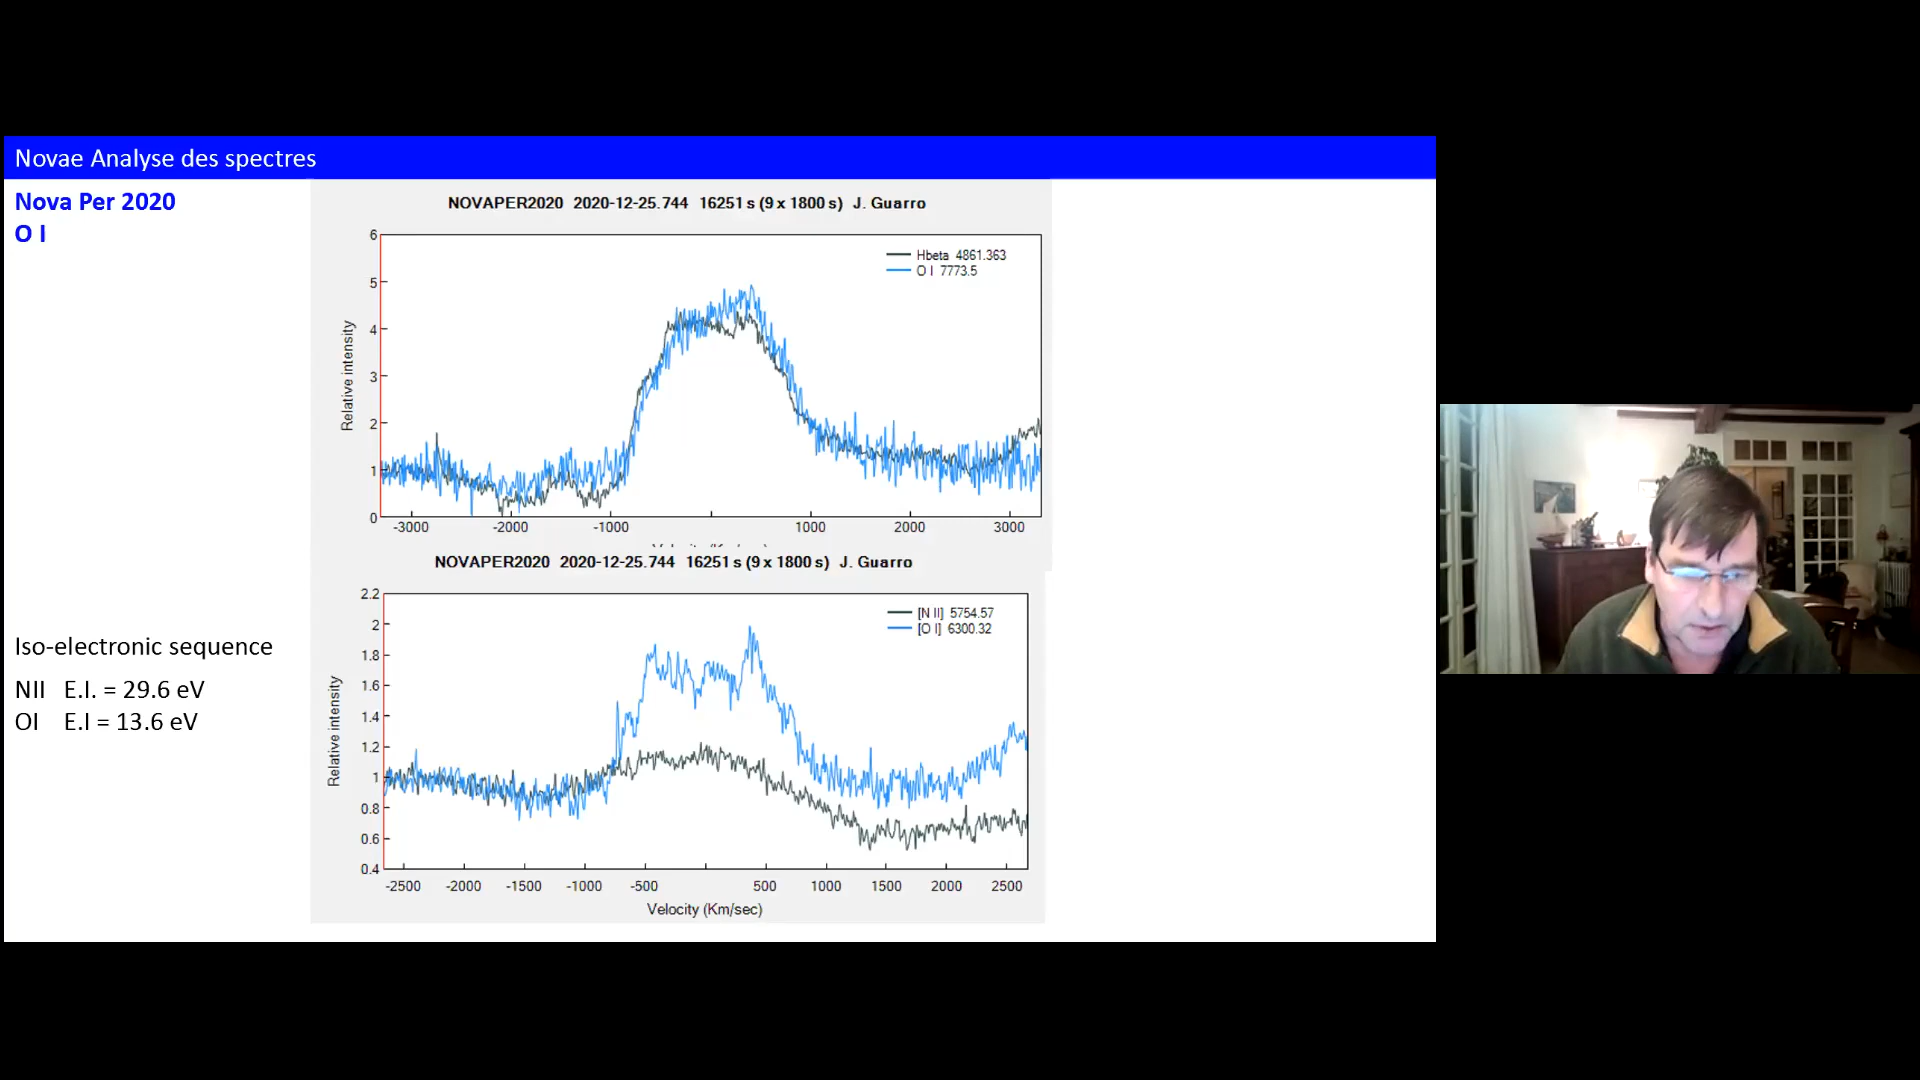 Novae Analyse des spectres
Nova Per 2020
O I
NOVAPER2020 2020-12-25.744 16251 s (9 x 1800 s) J. Guarro
6
5
4
3
2
1
0
Relative intensity
Hbeta 4861.363
O I 7773.5
-3000 -2000 -1000 1000 2000 3000
NOVAPER2020 2020-12-25.744 16251 s (9 x 1800 s) J. Guarro
2.2
2
1.8
1.6
1.4
1.2
1
0.8
0.6
0.4
Relative intensity
[N II] 5754.57
[O I] 6300.32
-2500 -2000 -1500 -1000 -500 500 1000 1500 2000 2500
Velocity (Km/sec)
Iso-electronic sequence
NII E.I. = 29.6 eV
OI E.I = 13.6 eV